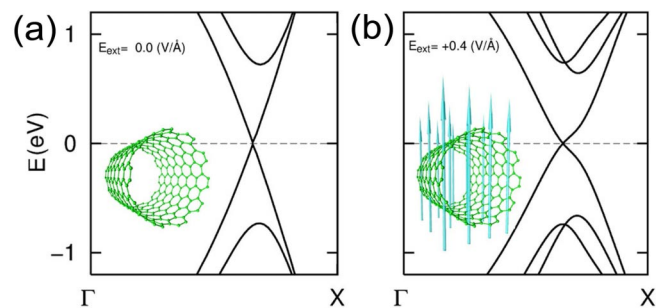 (a)
E_ext= 0.0 (V/Å)
(b)
E_ext= +0.4 (V/Å)
E(eV)
1
0
−1
Γ
X
Γ
X